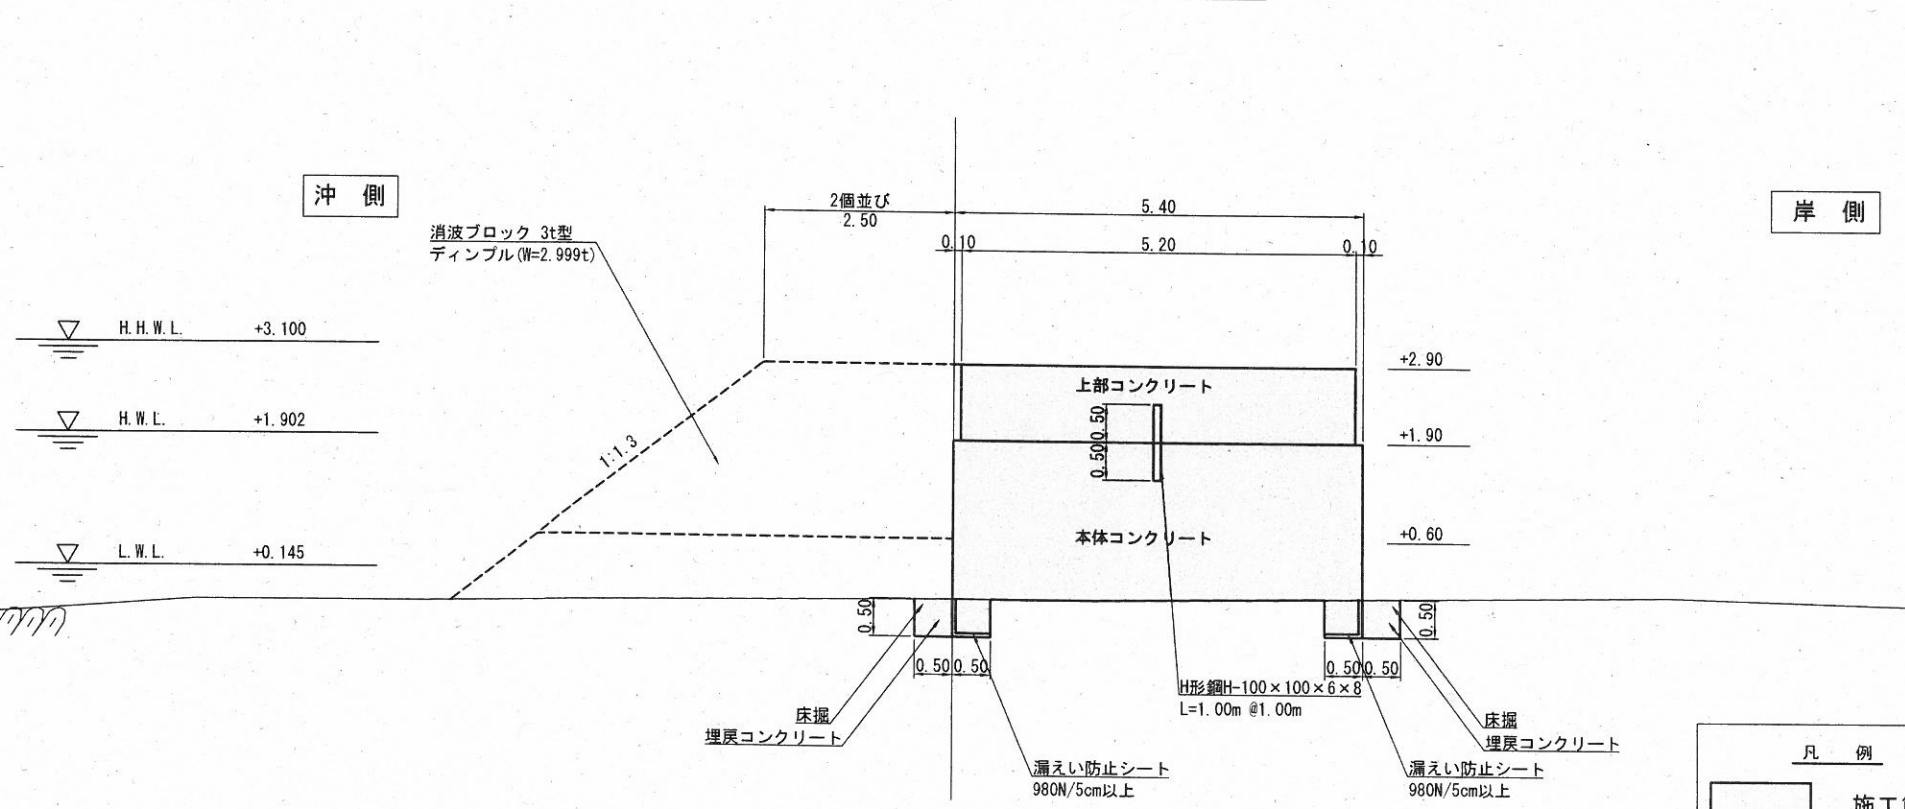 沖 側
岸 側
2個並び
2.50
5.40
0.10
5.20
0.10
消波ブロック 3t型
ディンプル(W=2.999t)
H.H.W.L. +3.100
H.W.L. +1.902
L.W.L. +0.145
1:1.3
+2.90
+1.90
+0.60
上部コンクリート
0.50
0.50
本体コンクリート
0.50
0.50
0.50 0.50
0.50 0.50
H形鋼H-100×100×6×8
L=1.00m @1.00m
床掘
埋戻コンクリート
漏えい防止シート
980N/5cm以上
床掘
埋戻コンクリート
漏えい防止シート
980N/5cm以上
凡 例
施工